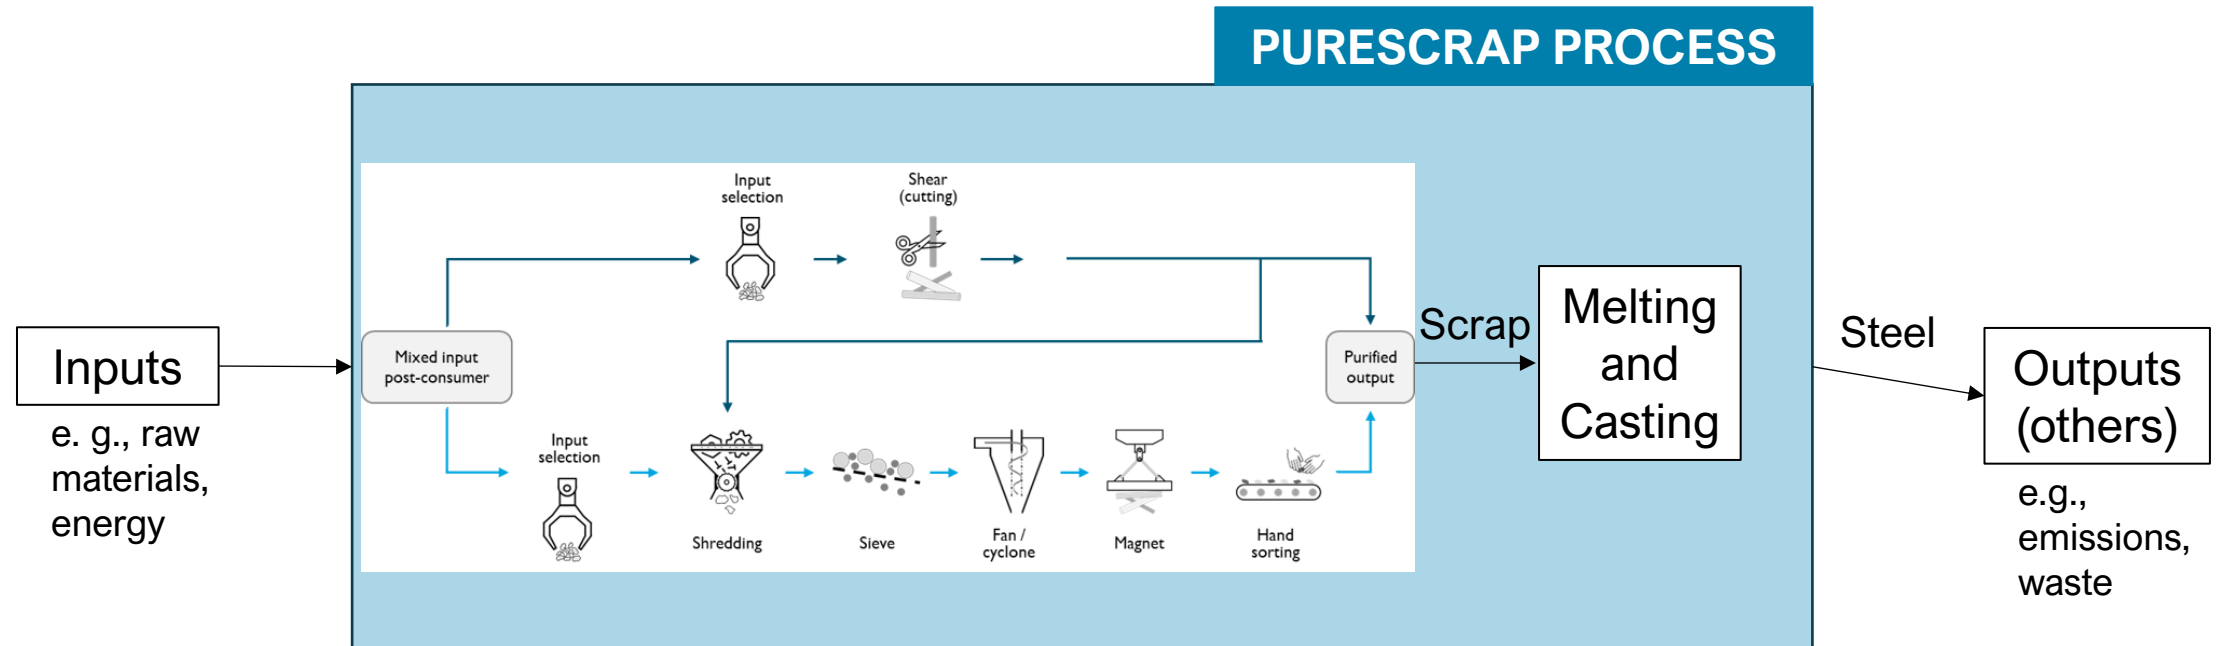 PURESCRAP PROCESS
Input
selection
Shear
(cutting)
Inputs
e. g., raw
materials,
energy
Mixed input
post-consumer
Purified
output
Scrap
Melting
and
Casting
Steel
Outputs
(others)
e.g.,
emissions,
waste
Input
selection
Shredding
Sieve
Fan /
cyclone
Magnet
Hand
sorting